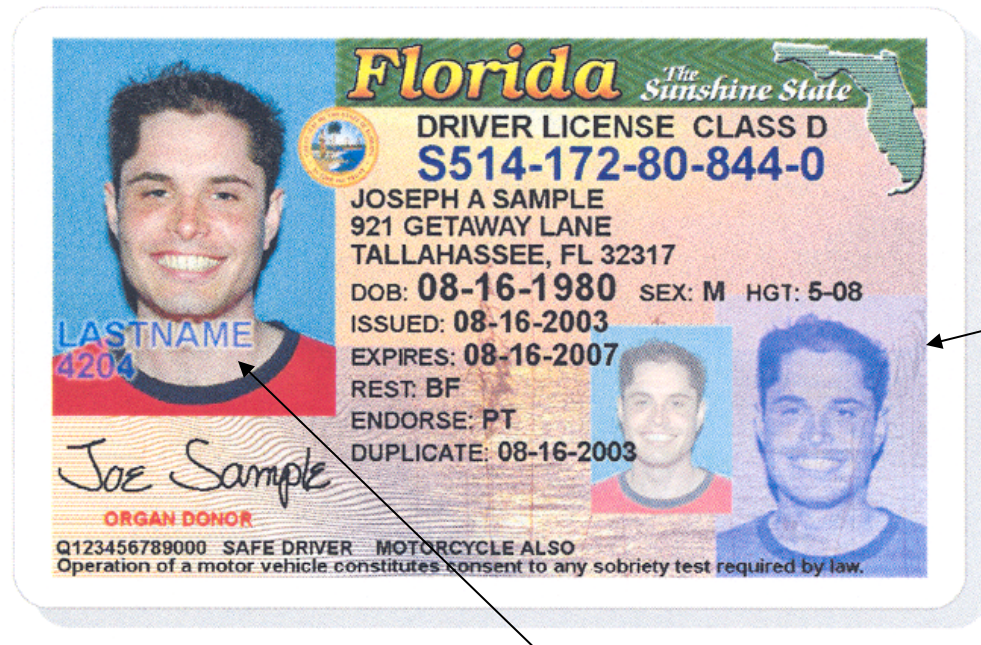 Florida The Sunshine State
DRIVER LICENSE CLASS D
S514-172-80-844-0
JOSEPH A SAMPLE
921 GETAWAY LANE
TALLAHASSEE, FL 32317
DOB: 08-16-1980 SEX: M HGT: 5-08
ISSUED: 08-16-2003
EXPIRES: 08-16-2007
REST: BF
ENDORSE: PT
DUPLICATE: 08-16-2003
LASTNAME
4204
Joe Sample
ORGAN DONOR
Q123456789000 SAFE DRIVER MOTORCYCLE ALSO
Operation of a motor vehicle constitutes consent to any sobriety test required by law.